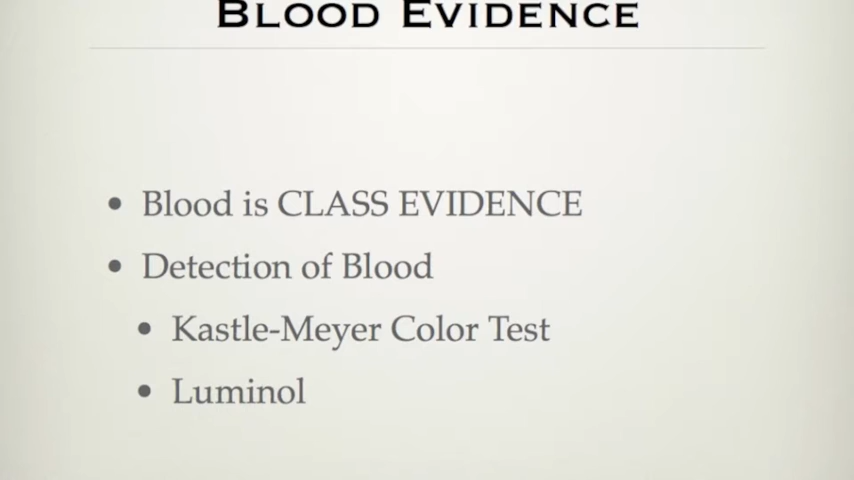 Blood Evidence
• Blood is CLASS EVIDENCE
• Detection of Blood
• Kastle-Meyer Color Test
• Luminol